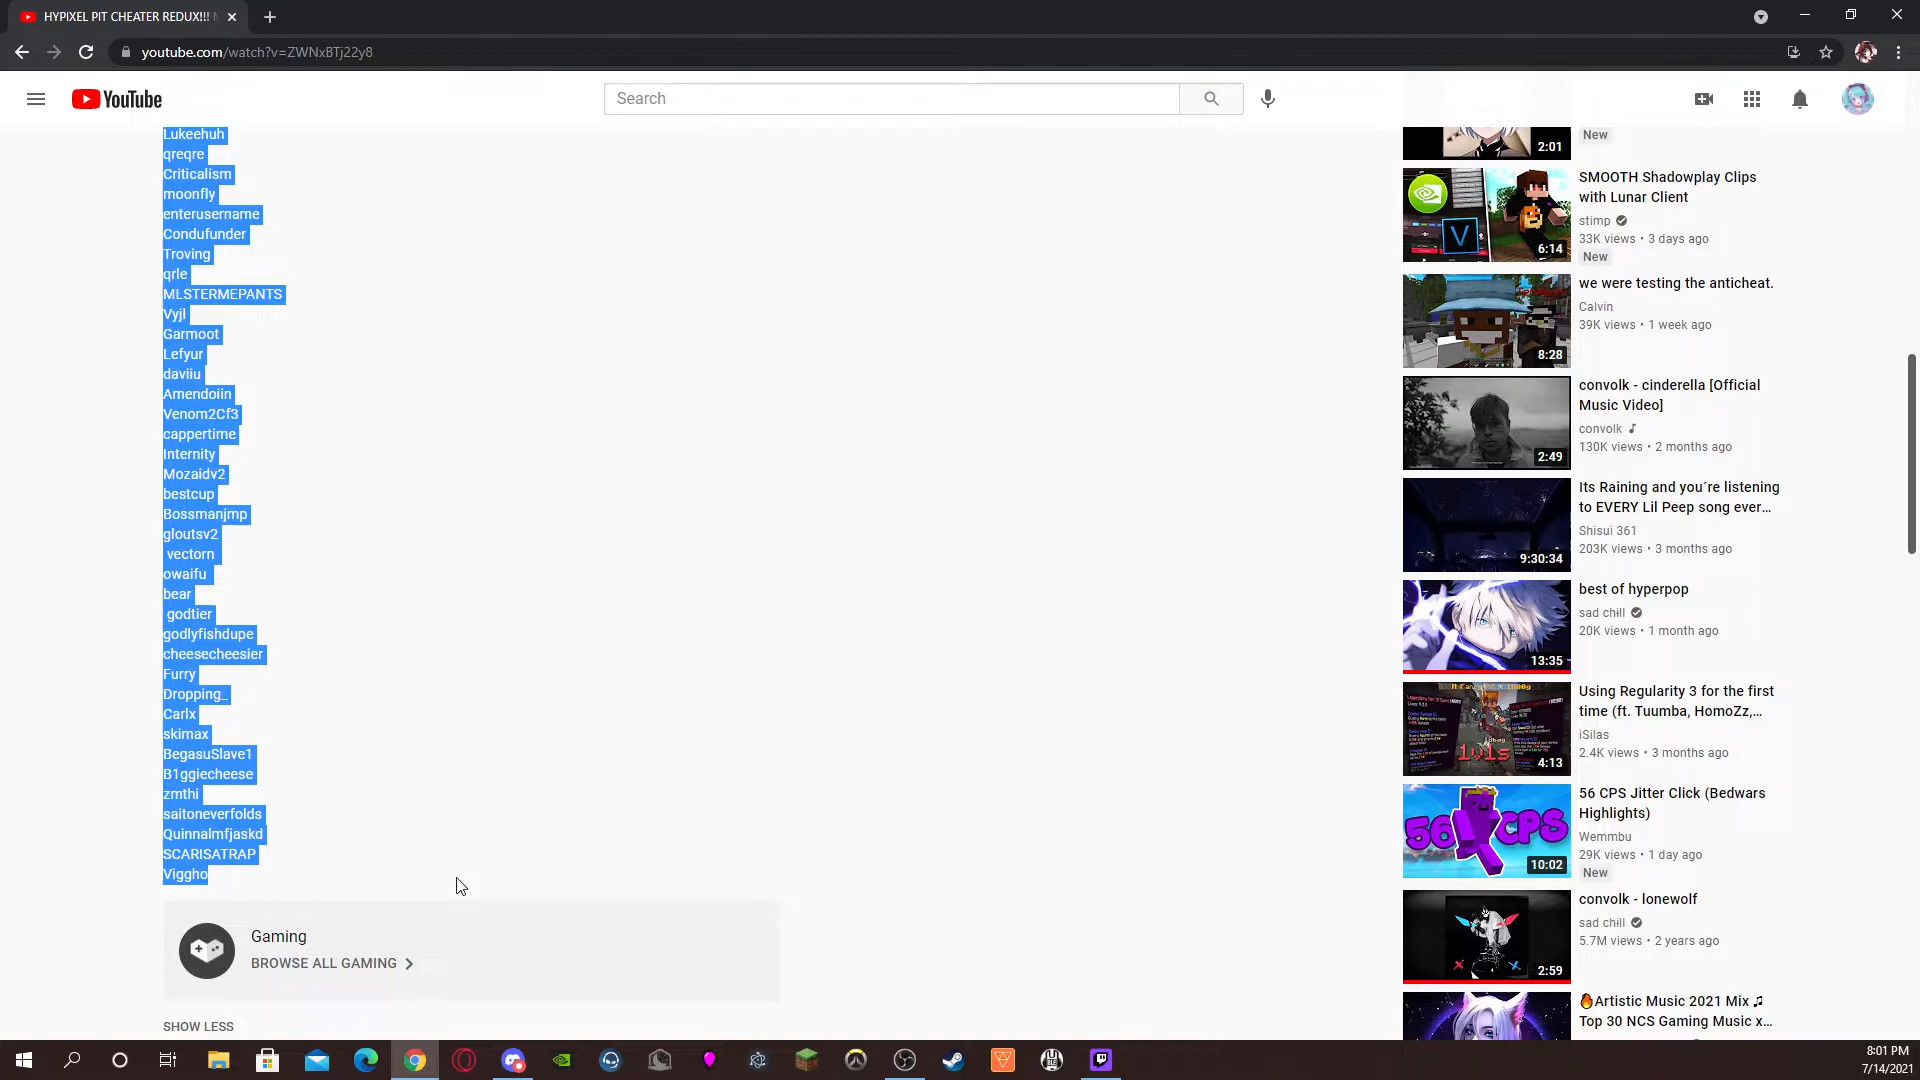 HYPIXEL PIT CHEATER REDUX!!!
youtube.com/watch?v=ZWNxBTj22y8
YouTube
Search
Lukeehuh
qreqre
Criticalism
moonfly
enterusername
Condufunder
Troving
qrle
MLSTERMEPANTS
Vyjl
Garmoot
Lefyur
daviiu
Amendoiin
Venom2Cf3
cappertime
Internity
Mozaidv2
bestcup
Bossmanjmp
gloutsv2
vectorn
owaifu
bear
godtier
godlyfishdupe
cheesecheesier
Furry
Dropping_
Carlx
skimax
BegasuSlave1
B1ggiecheese
zmthi
saitoneverfolds
Quinnalmfjaskd
SCARISATRAP
Viggho
Gaming
BROWSE ALL GAMING
SHOW LESS
2:01
New
6:14
SMOOTH Shadowplay Clips
with Lunar Client
stimp
33K views • 3 days ago
New
8:28
we were testing the anticheat.
Calvin
39K views • 1 week ago
2:49
convolk - cinderella [Official
Music Video]
convolk
130K views • 2 months ago
9:30:34
Its Raining and you´re listening
to EVERY Lil Peep song ever…
Shisui 361
203K views • 3 months ago
13:35
best of hyperpop
sad chłll
20K views • 1 month ago
1v1s
4:13
Using Regularity 3 for the first
time (ft. Tuumba, HomoZz,…
iSilas
2.4K views • 3 months ago
56 CPS
10:02
56 CPS Jitter Click (Bedwars
Highlights)
Wemmbu
29K views • 1 day ago
New
2:59
convolk - lonewolf
sad chłll
5.7M views • 2 years ago
🔥Artistic Music 2021 Mix ♫
Top 30 NCS Gaming Music x…
8:01 PM
7/14/2021